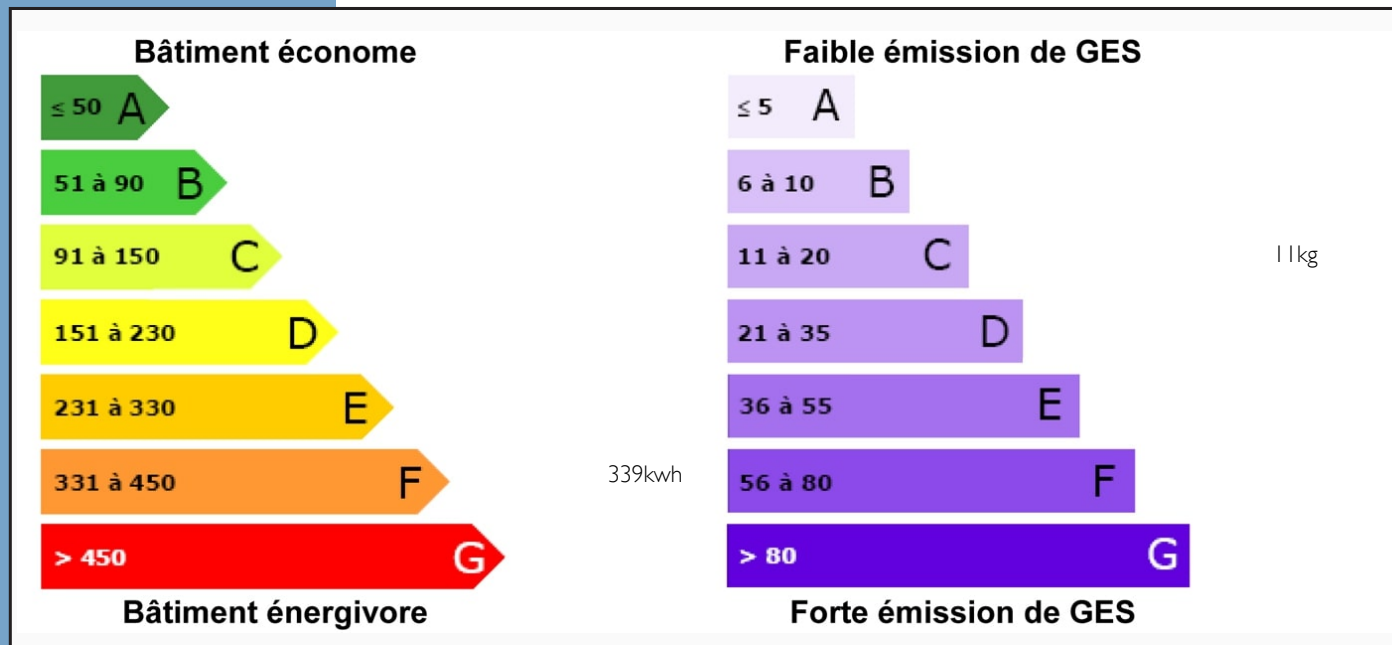 Bâtiment économe
≤ 50 A
51 à 90 B
91 à 150 C
151 à 230 D
231 à 330 E
331 à 450 F
339kwh
> 450 G
Bâtiment énergivore
Faible émission de GES
≤ 5 A
6 à 10 B
11 à 20 C
11kg
21 à 35 D
36 à 55 E
56 à 80 F
> 80 G
Forte émission de GES